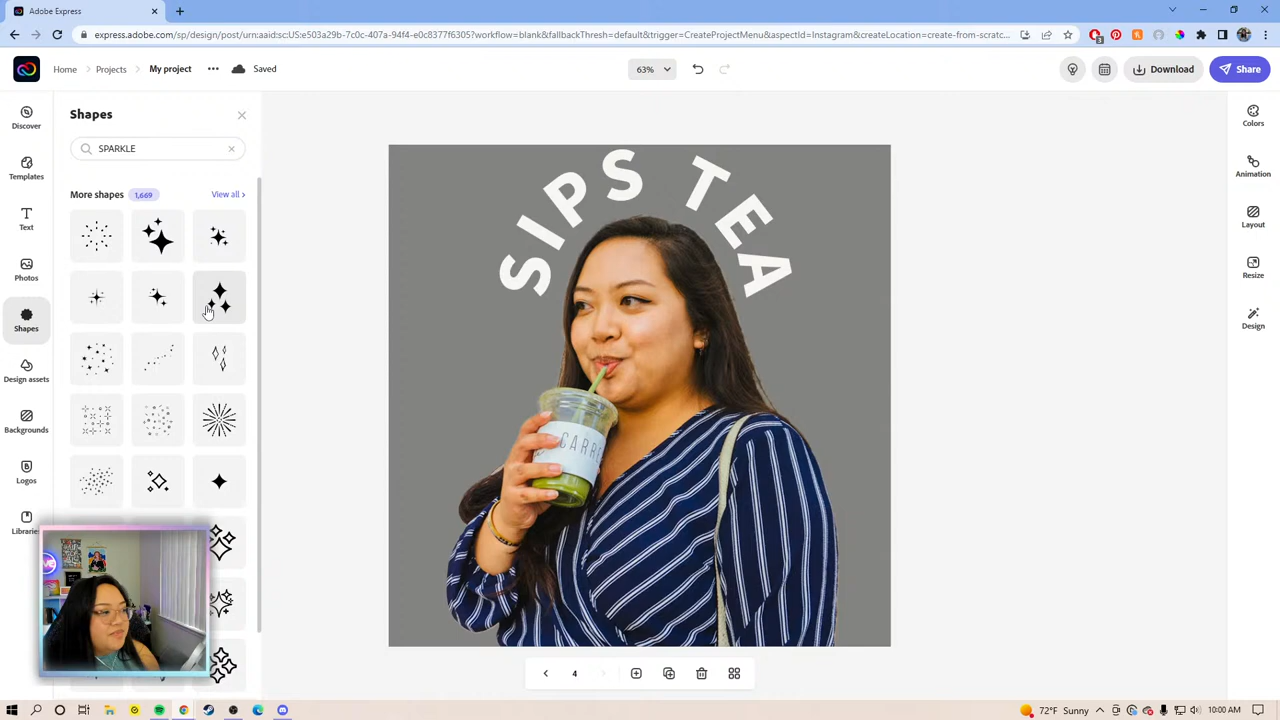 Adobe Express
express.adobe.com/sp/design/post/urn:aaid:sc:US:e503a29b-7c0c-407a-94f4-e0c8377f6305?workflow=blank&fallbackThresh=default&trigger=CreateProjectMenu&aspectId=Instagram&createLocation=create-from-scratc...
3
Home
Projects
My project
Saved
63%
Download
Share
Discover
Templates
Text
Photos
Shapes
Design assets
Backgrounds
Logos
Libraries
Shapes
SPARKLE
More shapes
1,669
View all >
SIPS TEA
CARRE
Colors
Animation
Layout
Resize
Design
4
72°F Sunny
10:00 AM